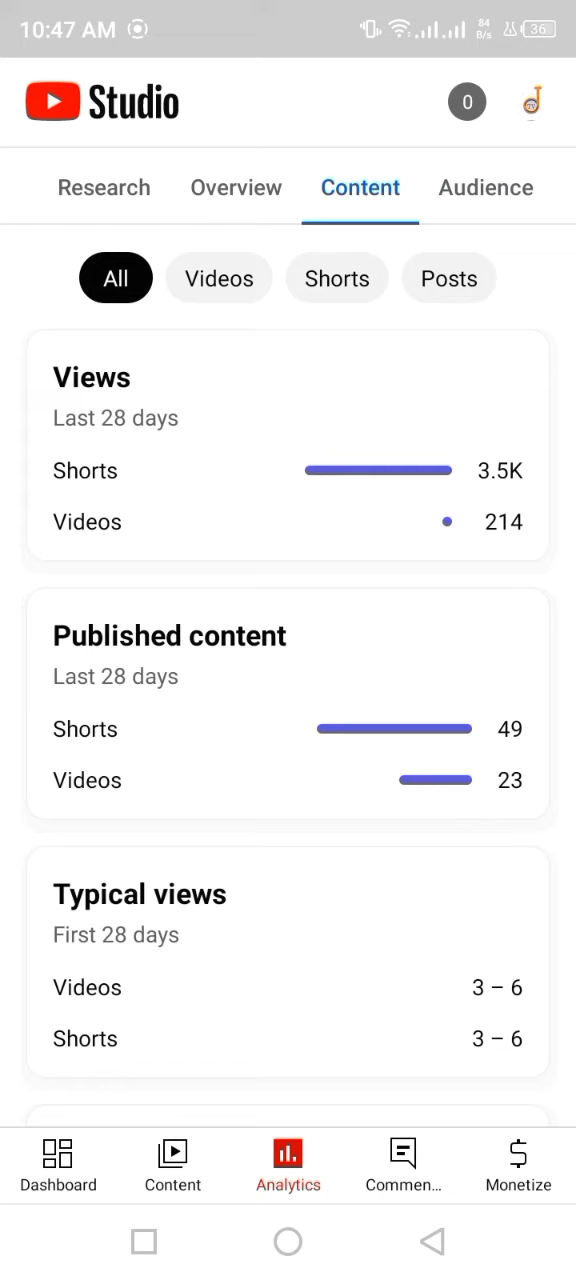 10:47 AM 84 B/s 36
Studio 0
Research Overview Content Audience
All Videos Shorts Posts
Views
Last 28 days
Shorts 3.5K
Videos 214
Published content
Last 28 days
Shorts 49
Videos 23
Typical views
First 28 days
Videos 3 – 6
Shorts 3 – 6
Dashboard Content Analytics Commen... Monetize